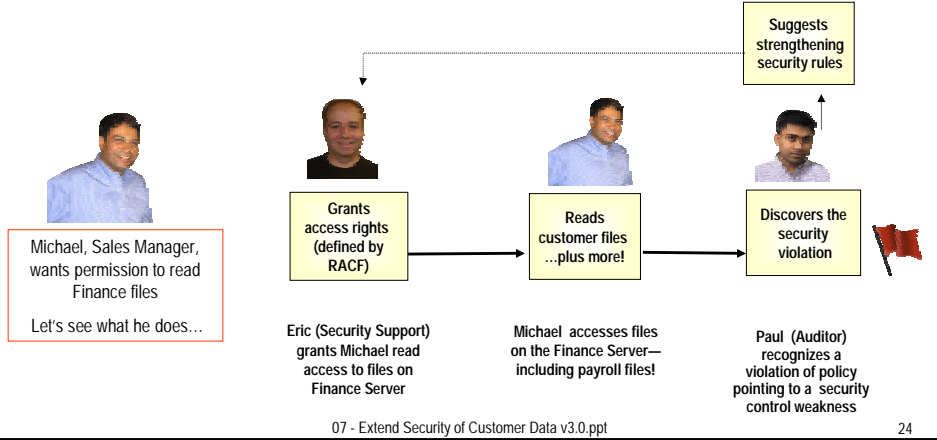 Suggests
strengthening
security rules
Grants
access rights
(defined by
RACF)
Reads
customer files
…plus more!
Discovers the
security
violation
Michael, Sales Manager,
wants permission to read
Finance files
Let's see what he does…
Eric (Security Support)
grants Michael read
access to files on
Finance Server
Michael accesses files
on the Finance Server—
including payroll files!
Paul (Auditor)
recognizes a
violation of policy
pointing to a security
control weakness
07 - Extend Security of Customer Data v3.0.ppt
24